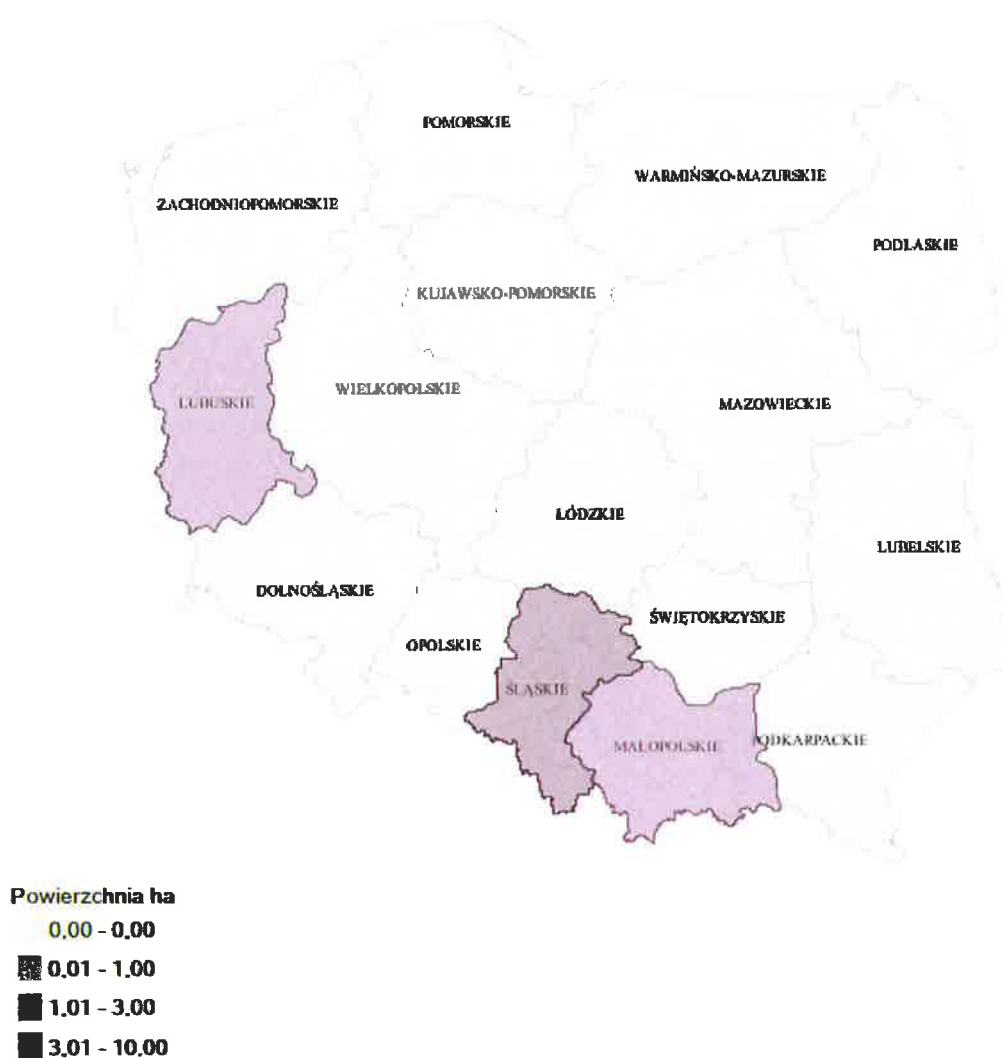 POMORSKIE
WARMIŃSKO-MAZURSKIE
ZACHODNIOPOMORSKIE
PODLASKIE
KUJAWSKO-POMORSKIE
WIELKOPOLSKIE
LUBUSKIE
MAZOWIECKIE
ŁÓDZKIE
LUBELSKIE
DOLNOŚLĄSKIE
ŚWIĘTOKRZYSKIE
OPOLSKIE
ŚLĄSKIE
PODKARPACKIE
MAŁOPOLSKIE
Powierzchnia ha
0,00 - 0,00
0,01 - 1,00
1,01 - 3,00
3,01 - 10,00